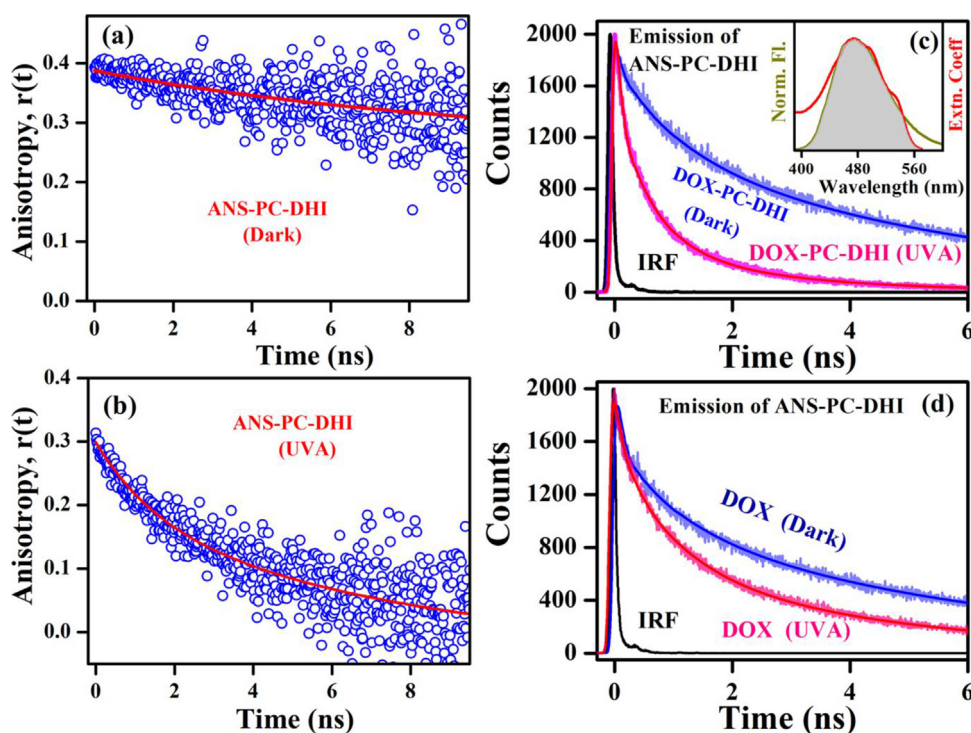 (a)
Anisotropy, r(t)
0.4
0.3
0.2
0.1
0.0
ANS-PC-DHI
(Dark)
0 2 4 6 8
Time (ns)
(b)
Anisotropy, r(t)
0.4
0.3
0.2
0.1
0.0
ANS-PC-DHI
(UVA)
0 2 4 6 8
Time (ns)
(c)
Counts
2000
1600
1200
800
400
0
Emission of
ANS-PC-DHI
Norm. Fl.
Extn. Coeff
400 480 560
Wavelength (nm)
DOX-PC-DHI
(Dark)
DOX-PC-DHI (UVA)
IRF
0 2 4 6
Time (ns)
(d)
Counts
2000
1600
1200
800
400
0
Emission of ANS-PC-DHI
DOX (Dark)
DOX (UVA)
IRF
0 2 4 6
Time (ns)